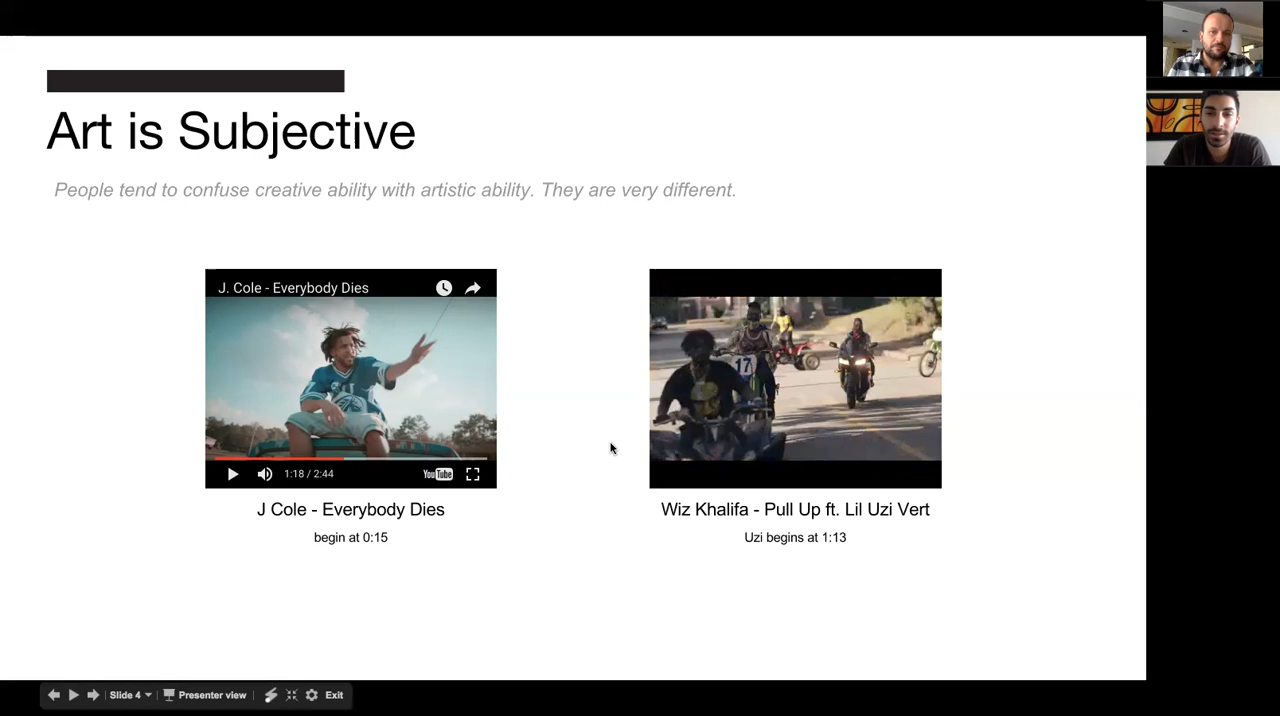 Art is Subjective
People tend to confuse creative ability with artistic ability. They are very different.
J. Cole - Everybody Dies
17
1:18 / 2:44
YouTube
J Cole - Everybody Dies
Wiz Khalifa - Pull Up ft. Lil Uzi Vert
begin at 0:15
Uzi begins at 1:13
Slide 4
Presenter view
Exit